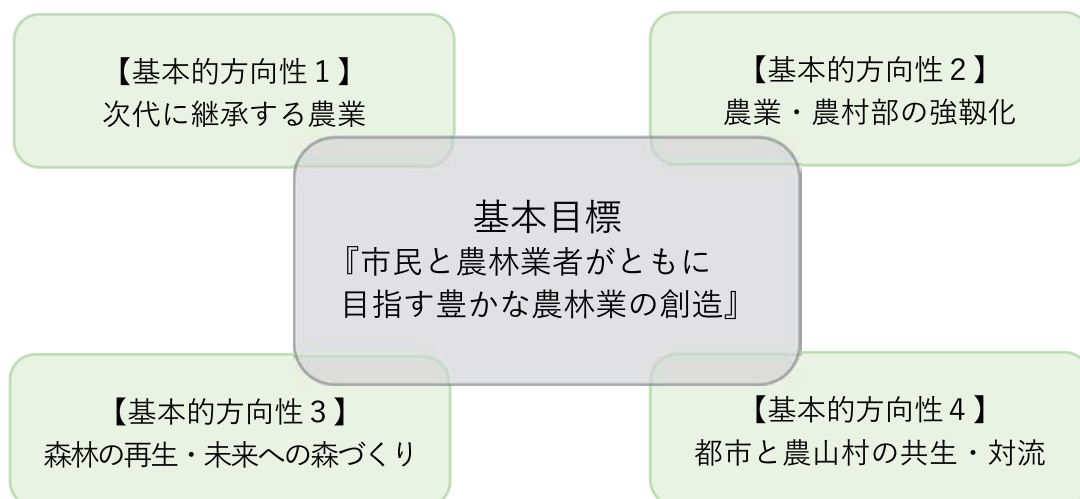 【基本的方向性１】
次代に継承する農業
【基本的方向性２】
農業・農村部の強靱化
基本目標
『市民と農林業者がともに
目指す豊かな農林業の創造』
【基本的方向性３】
森林の再生・未来への森づくり
【基本的方向性４】
都市と農山村の共生・対流